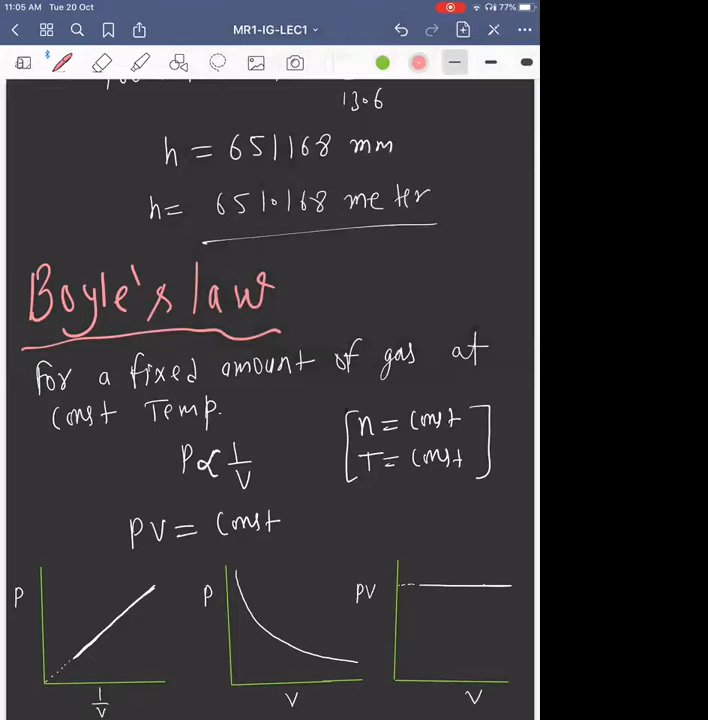 11:05 AM Tue 20 Oct
77%
MR1-IG-LEC1
1306
h = 651168 mm
h = 651.168 meter
Boyle's law
for a fixed amount of gas at
const Temp.
P ∝ 1/V
[n = const
T = const]
PV = const
P
1/V
P
V
PV
V